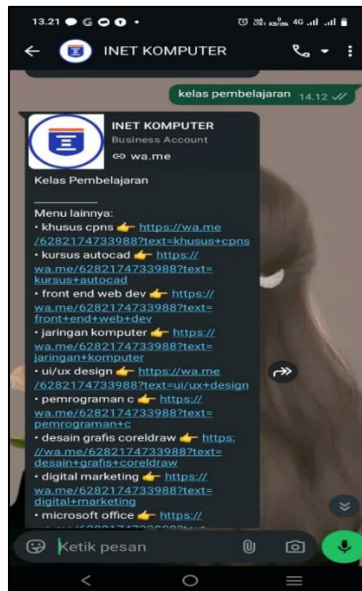 13.21
4G
INET KOMPUTER
kelas pembelajaran 14.12
INET KOMPUTER
Business Account
wa.me
Kelas Pembelajaran
Menu lainnya:
• khusus cpns 👉 https://wa.me
/6282174733988?text=khusus+cpns
• kursus autocad 👉 https://
wa.me/6282174733988?text=
kursus+autocad
• front end web dev 👉 https://
wa.me/6282174733988?text=
front+end+web+dev
• jaringan komputer 👉 https://
wa.me/6282174733988?text=
jaringan+komputer
• ui/ux design 👉 https://wa.me
/6282174733988?text=ui/ux+design
• pemrograman c 👉 https://
wa.me/6282174733988?text=
pemrograman+c
• desain grafis coreldraw 👉 https:
//wa.me/6282174733988?text=
desain+grafis+coreldraw
• digital marketing 👉 https://
wa.me/6282174733988?text=
digital+marketing
• microsoft office 👉 https://
Ketik pesan